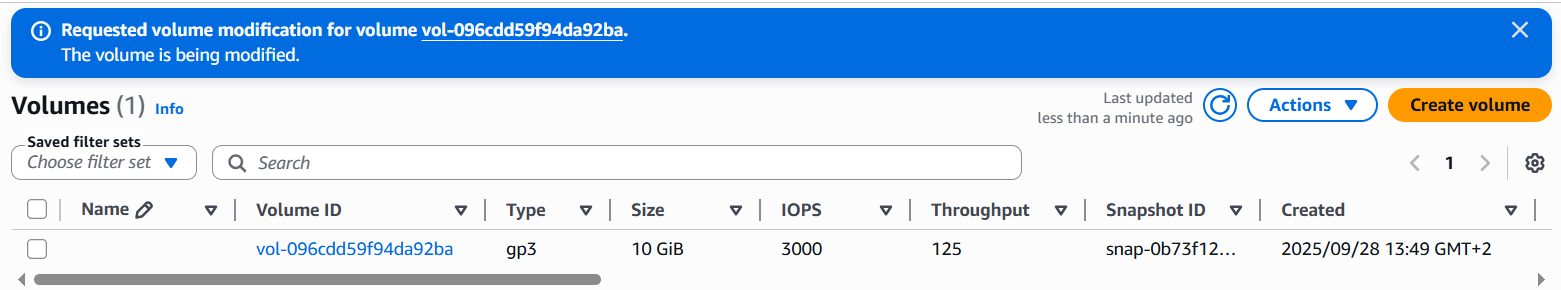 Requested volume modification for volume vol-096cdd59f94da92ba.
The volume is being modified.
Volumes (1) Info
Last updated
less than a minute ago
Actions
Create volume
Saved filter sets
Choose filter set
Search
1
Name Volume ID Type Size IOPS Throughput Snapshot ID Created
vol-096cdd59f94da92ba gp3 10 GiB 3000 125 snap-0b73f12... 2025/09/28 13:49 GMT+2